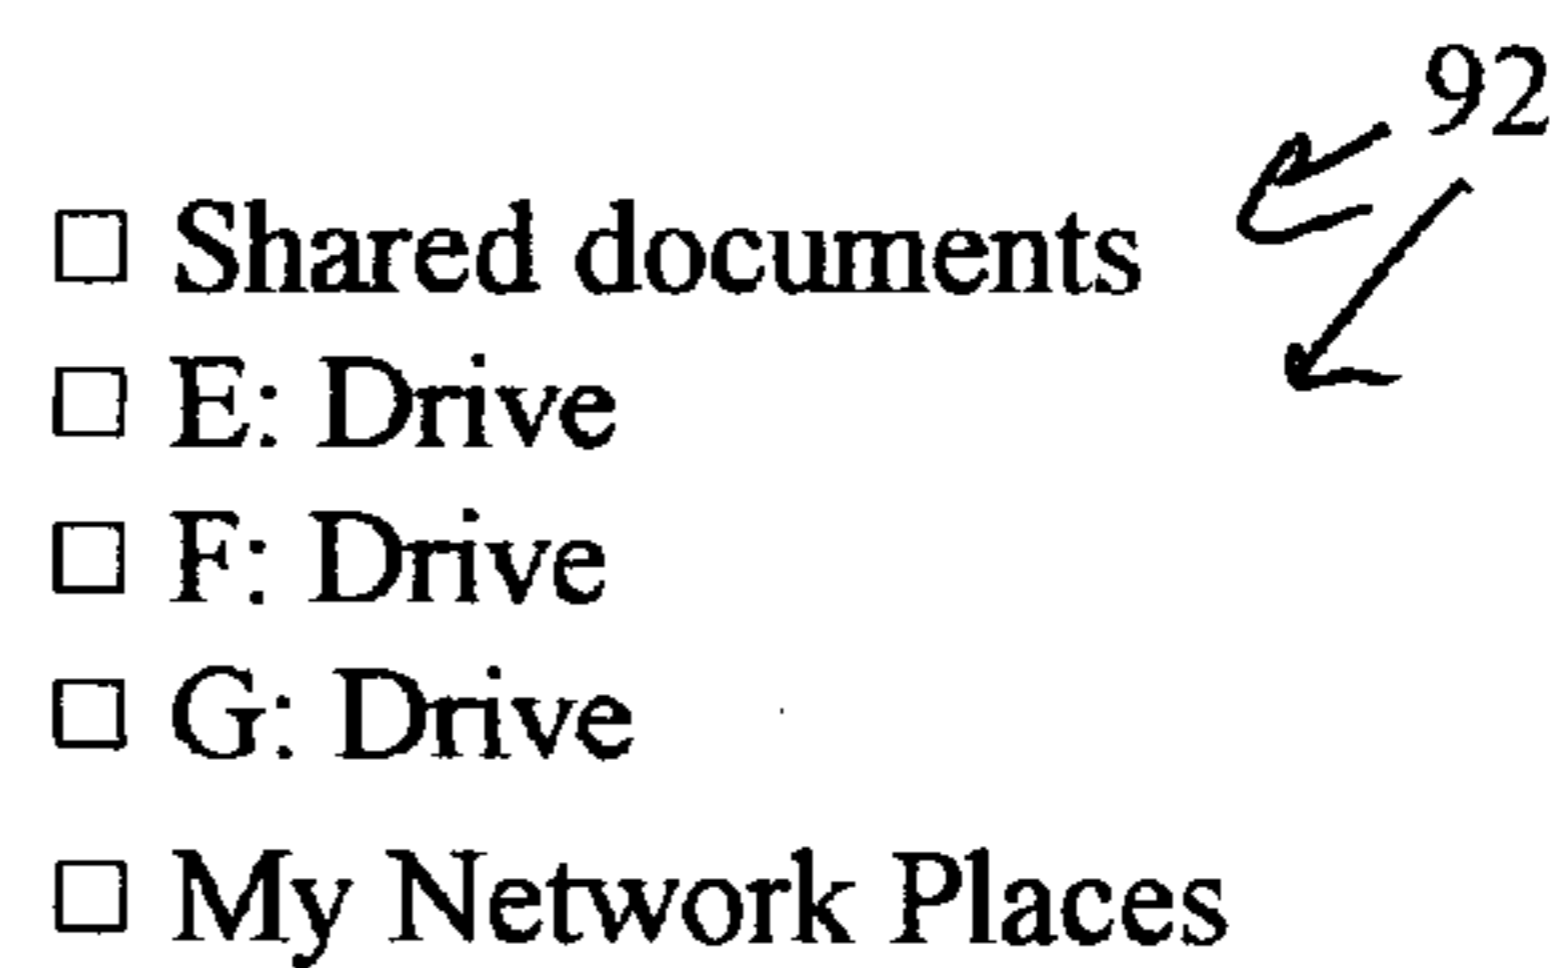 92
☐ Shared documents
☐ E: Drive
☐ F: Drive
☐ G: Drive
☐ My Network Places